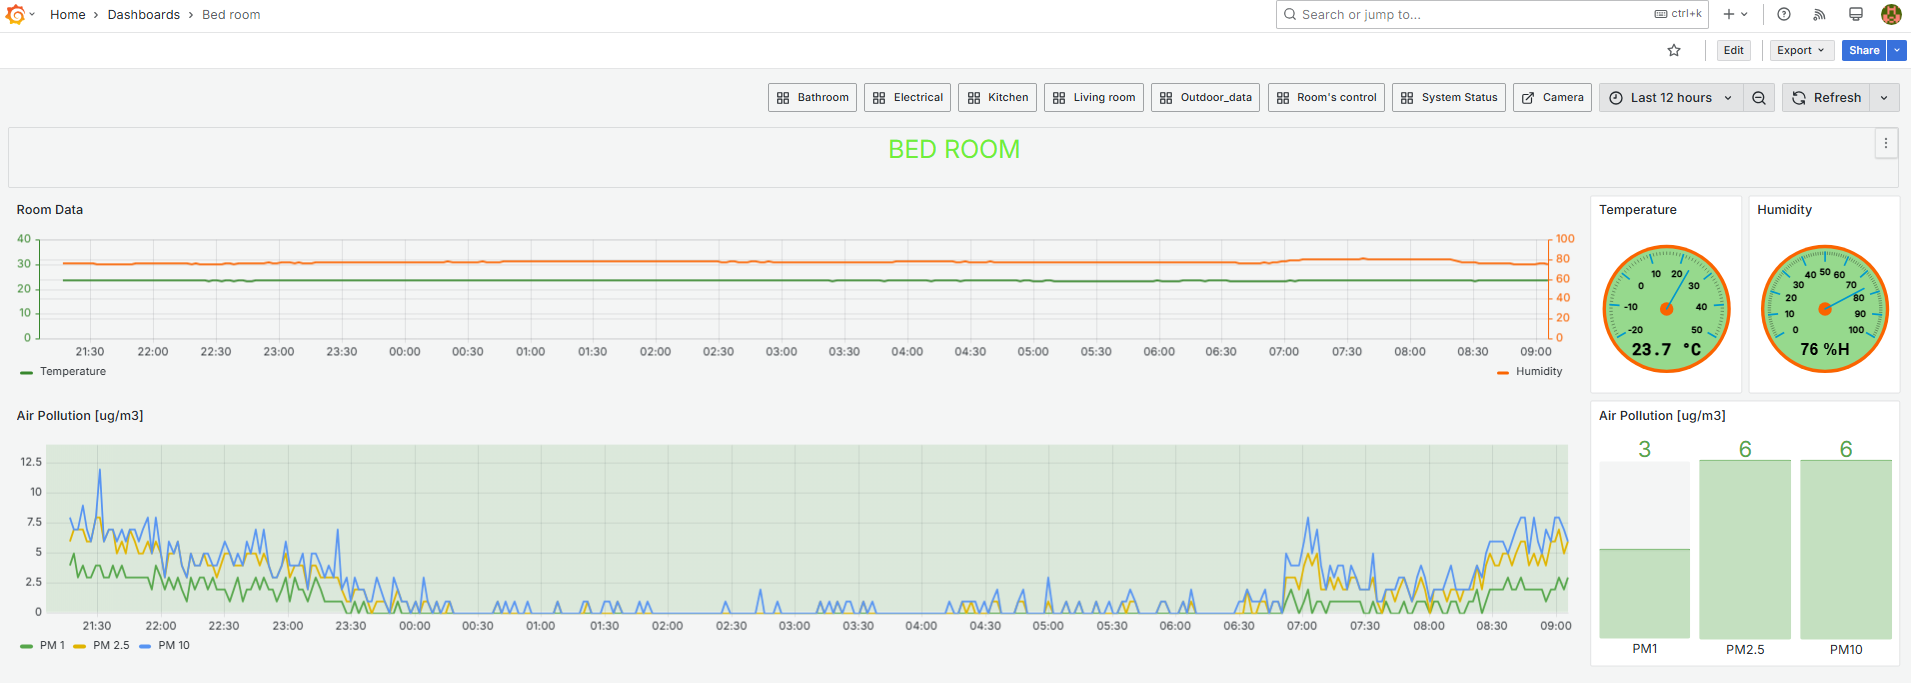 Home > Dashboards > Bed room
Search or jump to... ctrl+k
Edit Export Share
Bathroom Electrical Kitchen Living room Outdoor_data Room's control System Status Camera Last 12 hours Refresh
BED ROOM
Room Data
40
30
20
10
0
100
80
60
40
20
0
21:30 22:00 22:30 23:00 23:30 00:00 00:30 01:00 01:30 02:00 02:30 03:00 03:30 04:00 04:30 05:00 05:30 06:00 06:30 07:00 07:30 08:00 08:30 09:00
Temperature Humidity
Temperature
-20 -10 0 10 20 30 40 50
23.7 °C
Humidity
0 10 20 30 40 50 60 70 80 90 100
76 %H
Air Pollution [ug/m3]
12.5
10
7.5
5
2.5
0
21:30 22:00 22:30 23:00 23:30 00:00 00:30 01:00 01:30 02:00 02:30 03:00 03:30 04:00 04:30 05:00 05:30 06:00 06:30 07:00 07:30 08:00 08:30 09:00
PM 1 PM 2.5 PM 10
Air Pollution [ug/m3]
3 6 6
PM1 PM2.5 PM10